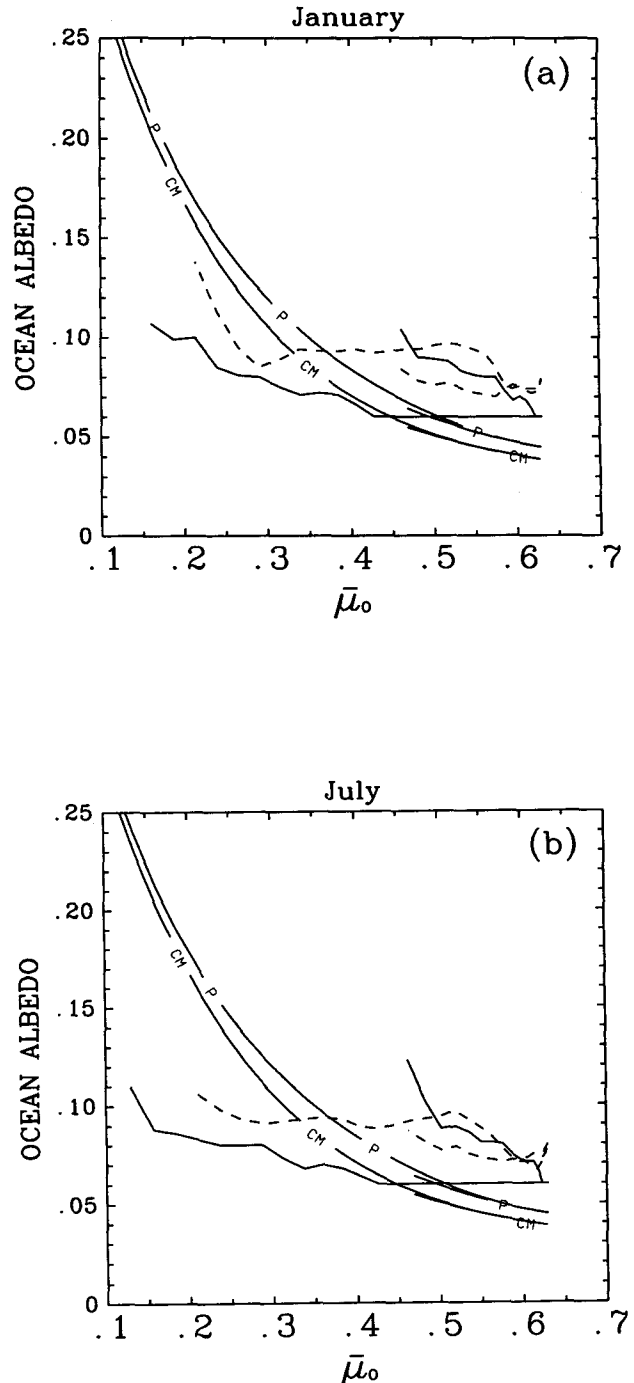 January
(a)
.25
.20
.15
.10
.05
0
OCEAN ALBEDO
P
CM
P
CM
P
CM
.1 .2 .3 .4 .5 .6 .7
μ̄₀
July
(b)
.25
.20
.15
.10
.05
0
OCEAN ALBEDO
CM
P
CM
P
P
CM
.1 .2 .3 .4 .5 .6 .7
μ̄₀